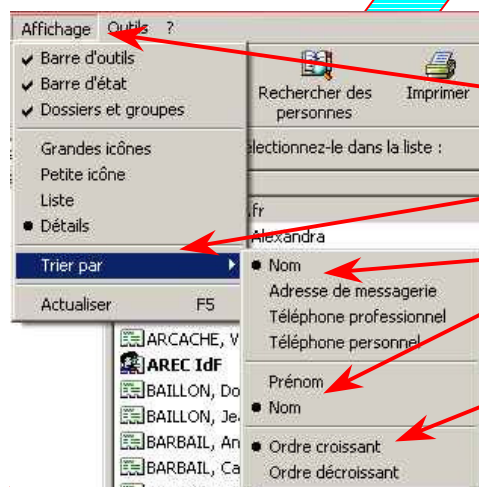 Affichage Outils ?
Barre d'outils
Barre d'état
Dossiers et groupes
Grandes icônes
Petite icône
Liste
Détails
Trier par
Actualiser F5
Rechercher des personnes
Imprimer
électionnez-le dans la liste :
.fr
Alexandra
Nom
Adresse de messagerie
Téléphone professionnel
Téléphone personnel
Prénom
Nom
Ordre croissant
Ordre décroissant
ARCACHE, V
AREC IdF
BAILLON, Do
BAILLON, Je
BARBAIL, An
BARBAIL, Ca